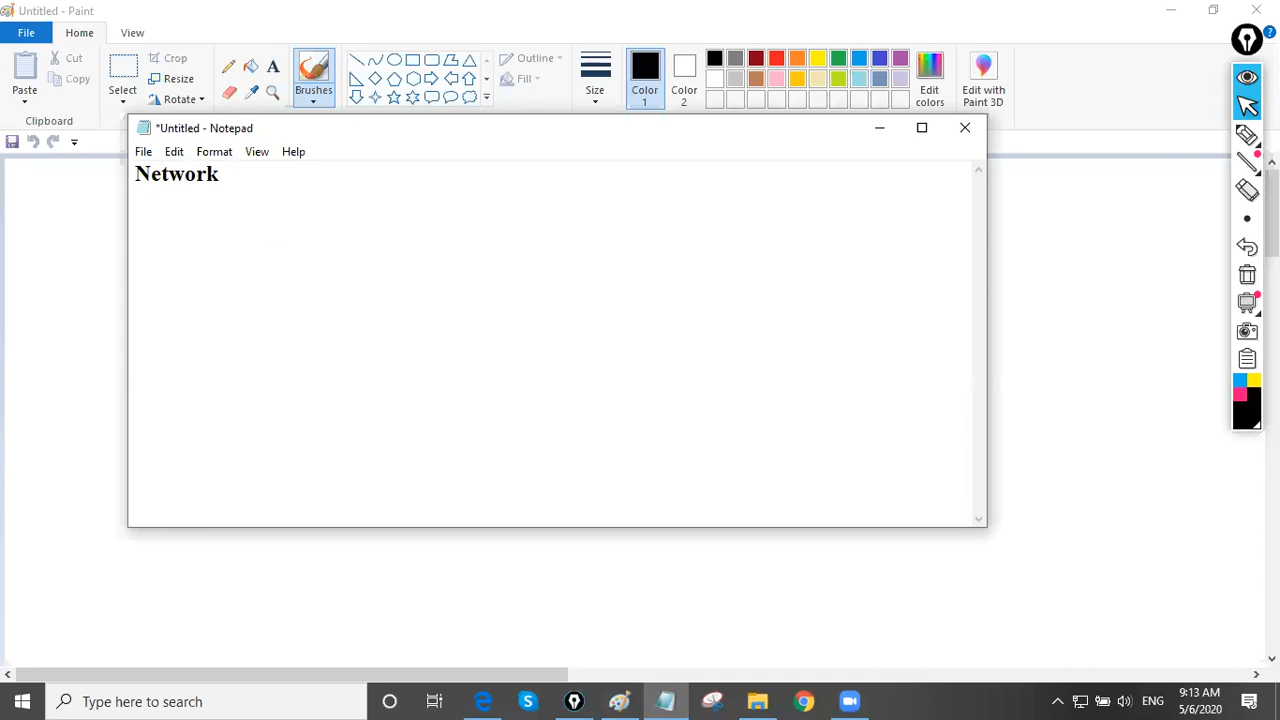 Untitled - Paint
File Home View
Paste
Cut
Copy
Clipboard
Select
Crop
Resize
Rotate
A
Brushes
Outline
Fill
Size
Color 1
Color 2
Edit colors
Edit with Paint 3D
?
*Untitled - Notepad
File Edit Format View Help
Network
Type here to search
S
ENG
9:13 AM
5/6/2020